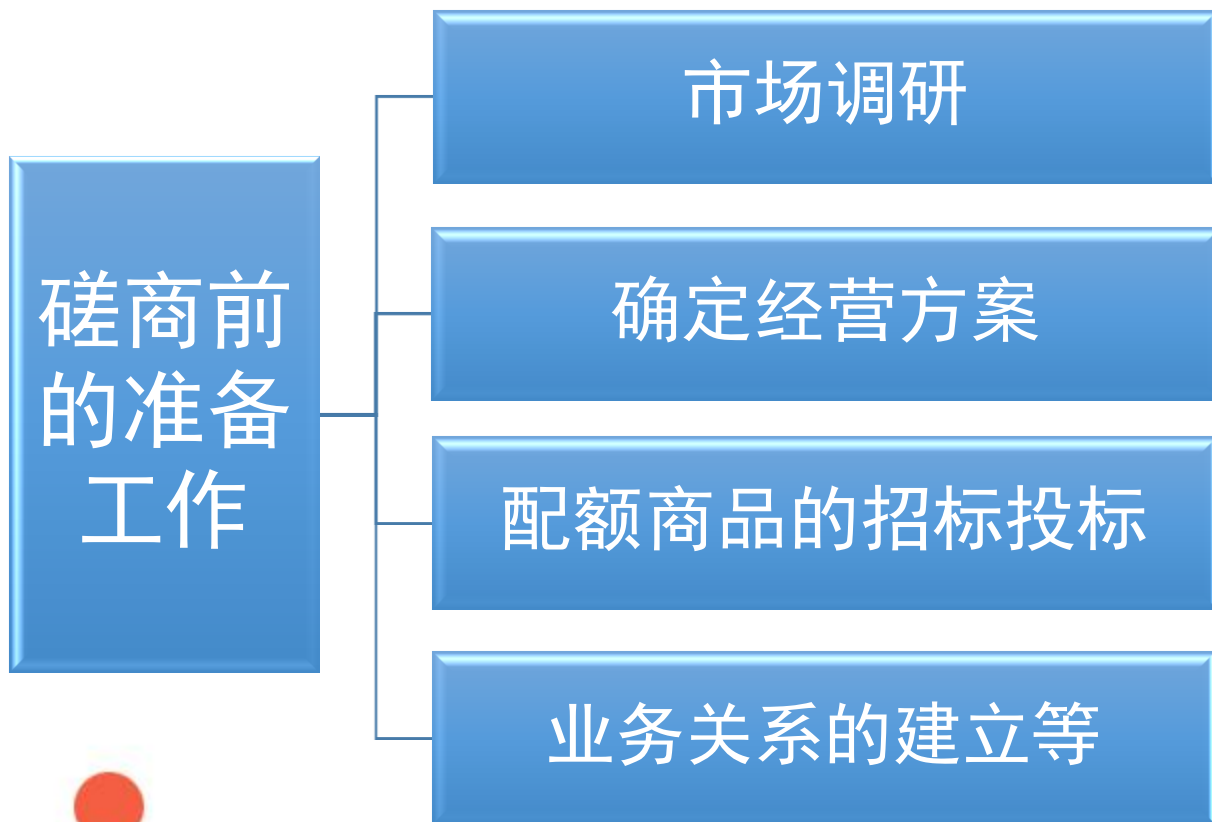 市场调研
磋商前
的准备
工作
确定经营方案
配额商品的招标投标
业务关系的建立等